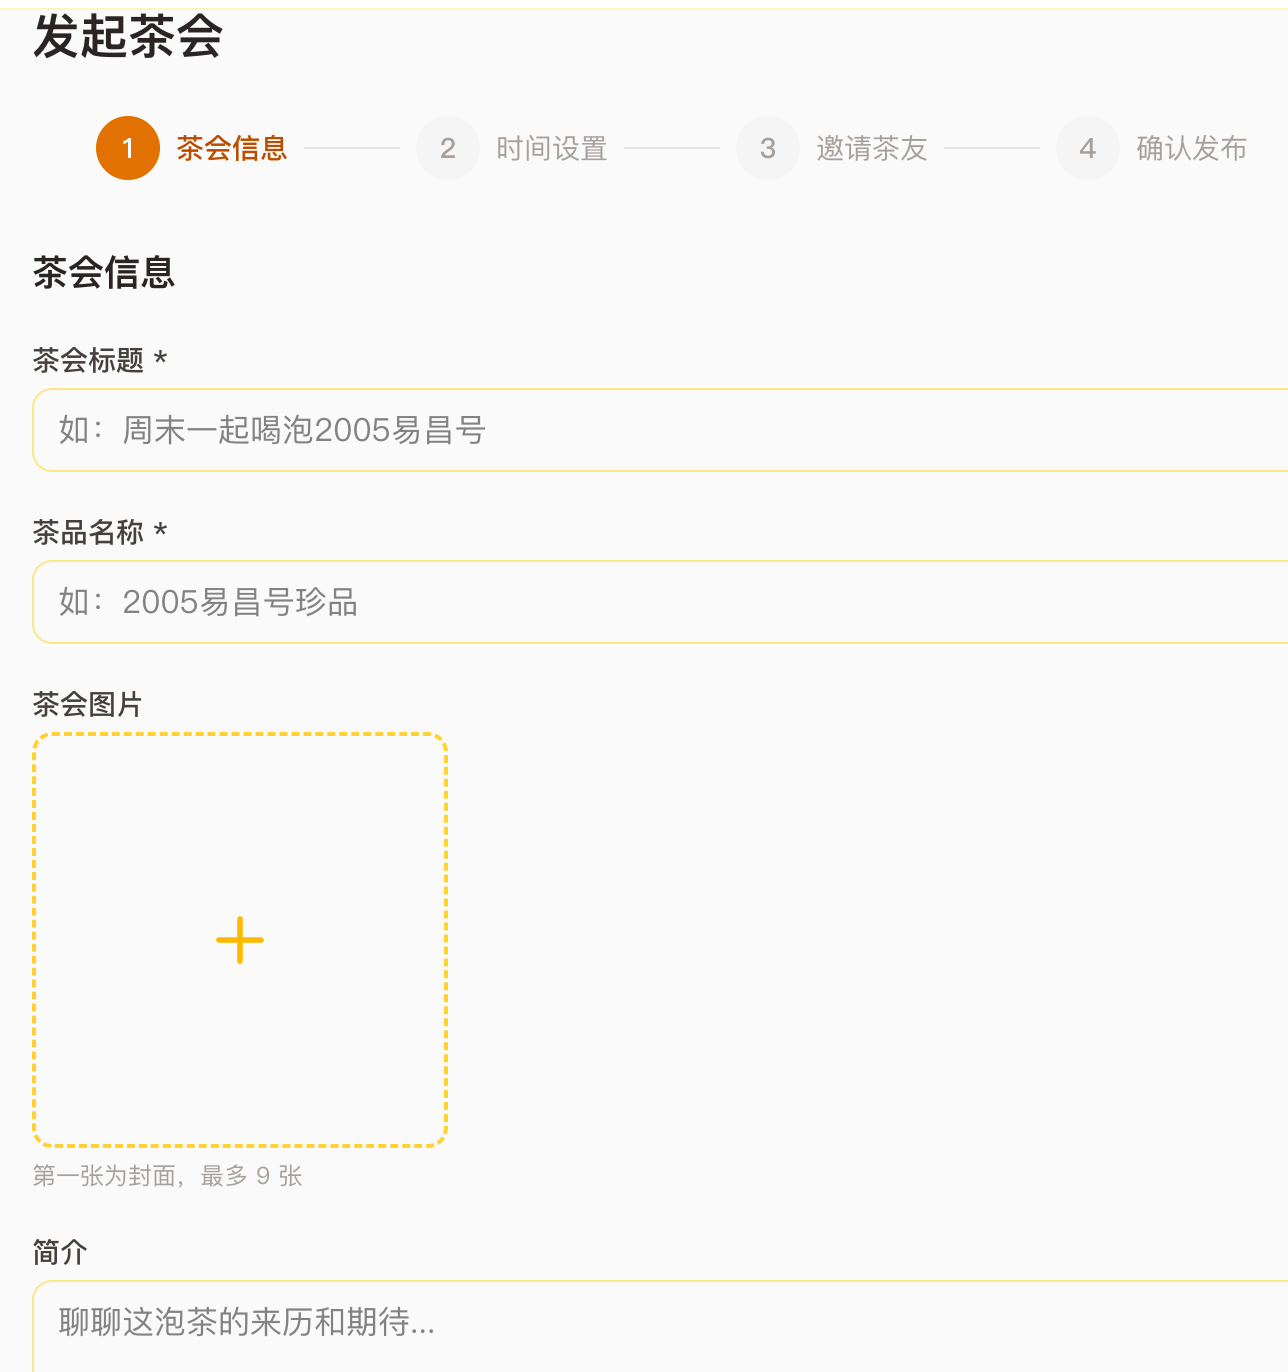 发起茶会
1 茶会信息 2 时间设置 3 邀请茶友 4 确认发布
茶会信息
茶会标题 *
如：周末一起喝泡2005易昌号
茶品名称 *
如：2005易昌号珍品
茶会图片
第一张为封面，最多 9 张
简介
聊聊这泡茶的来历和期待...